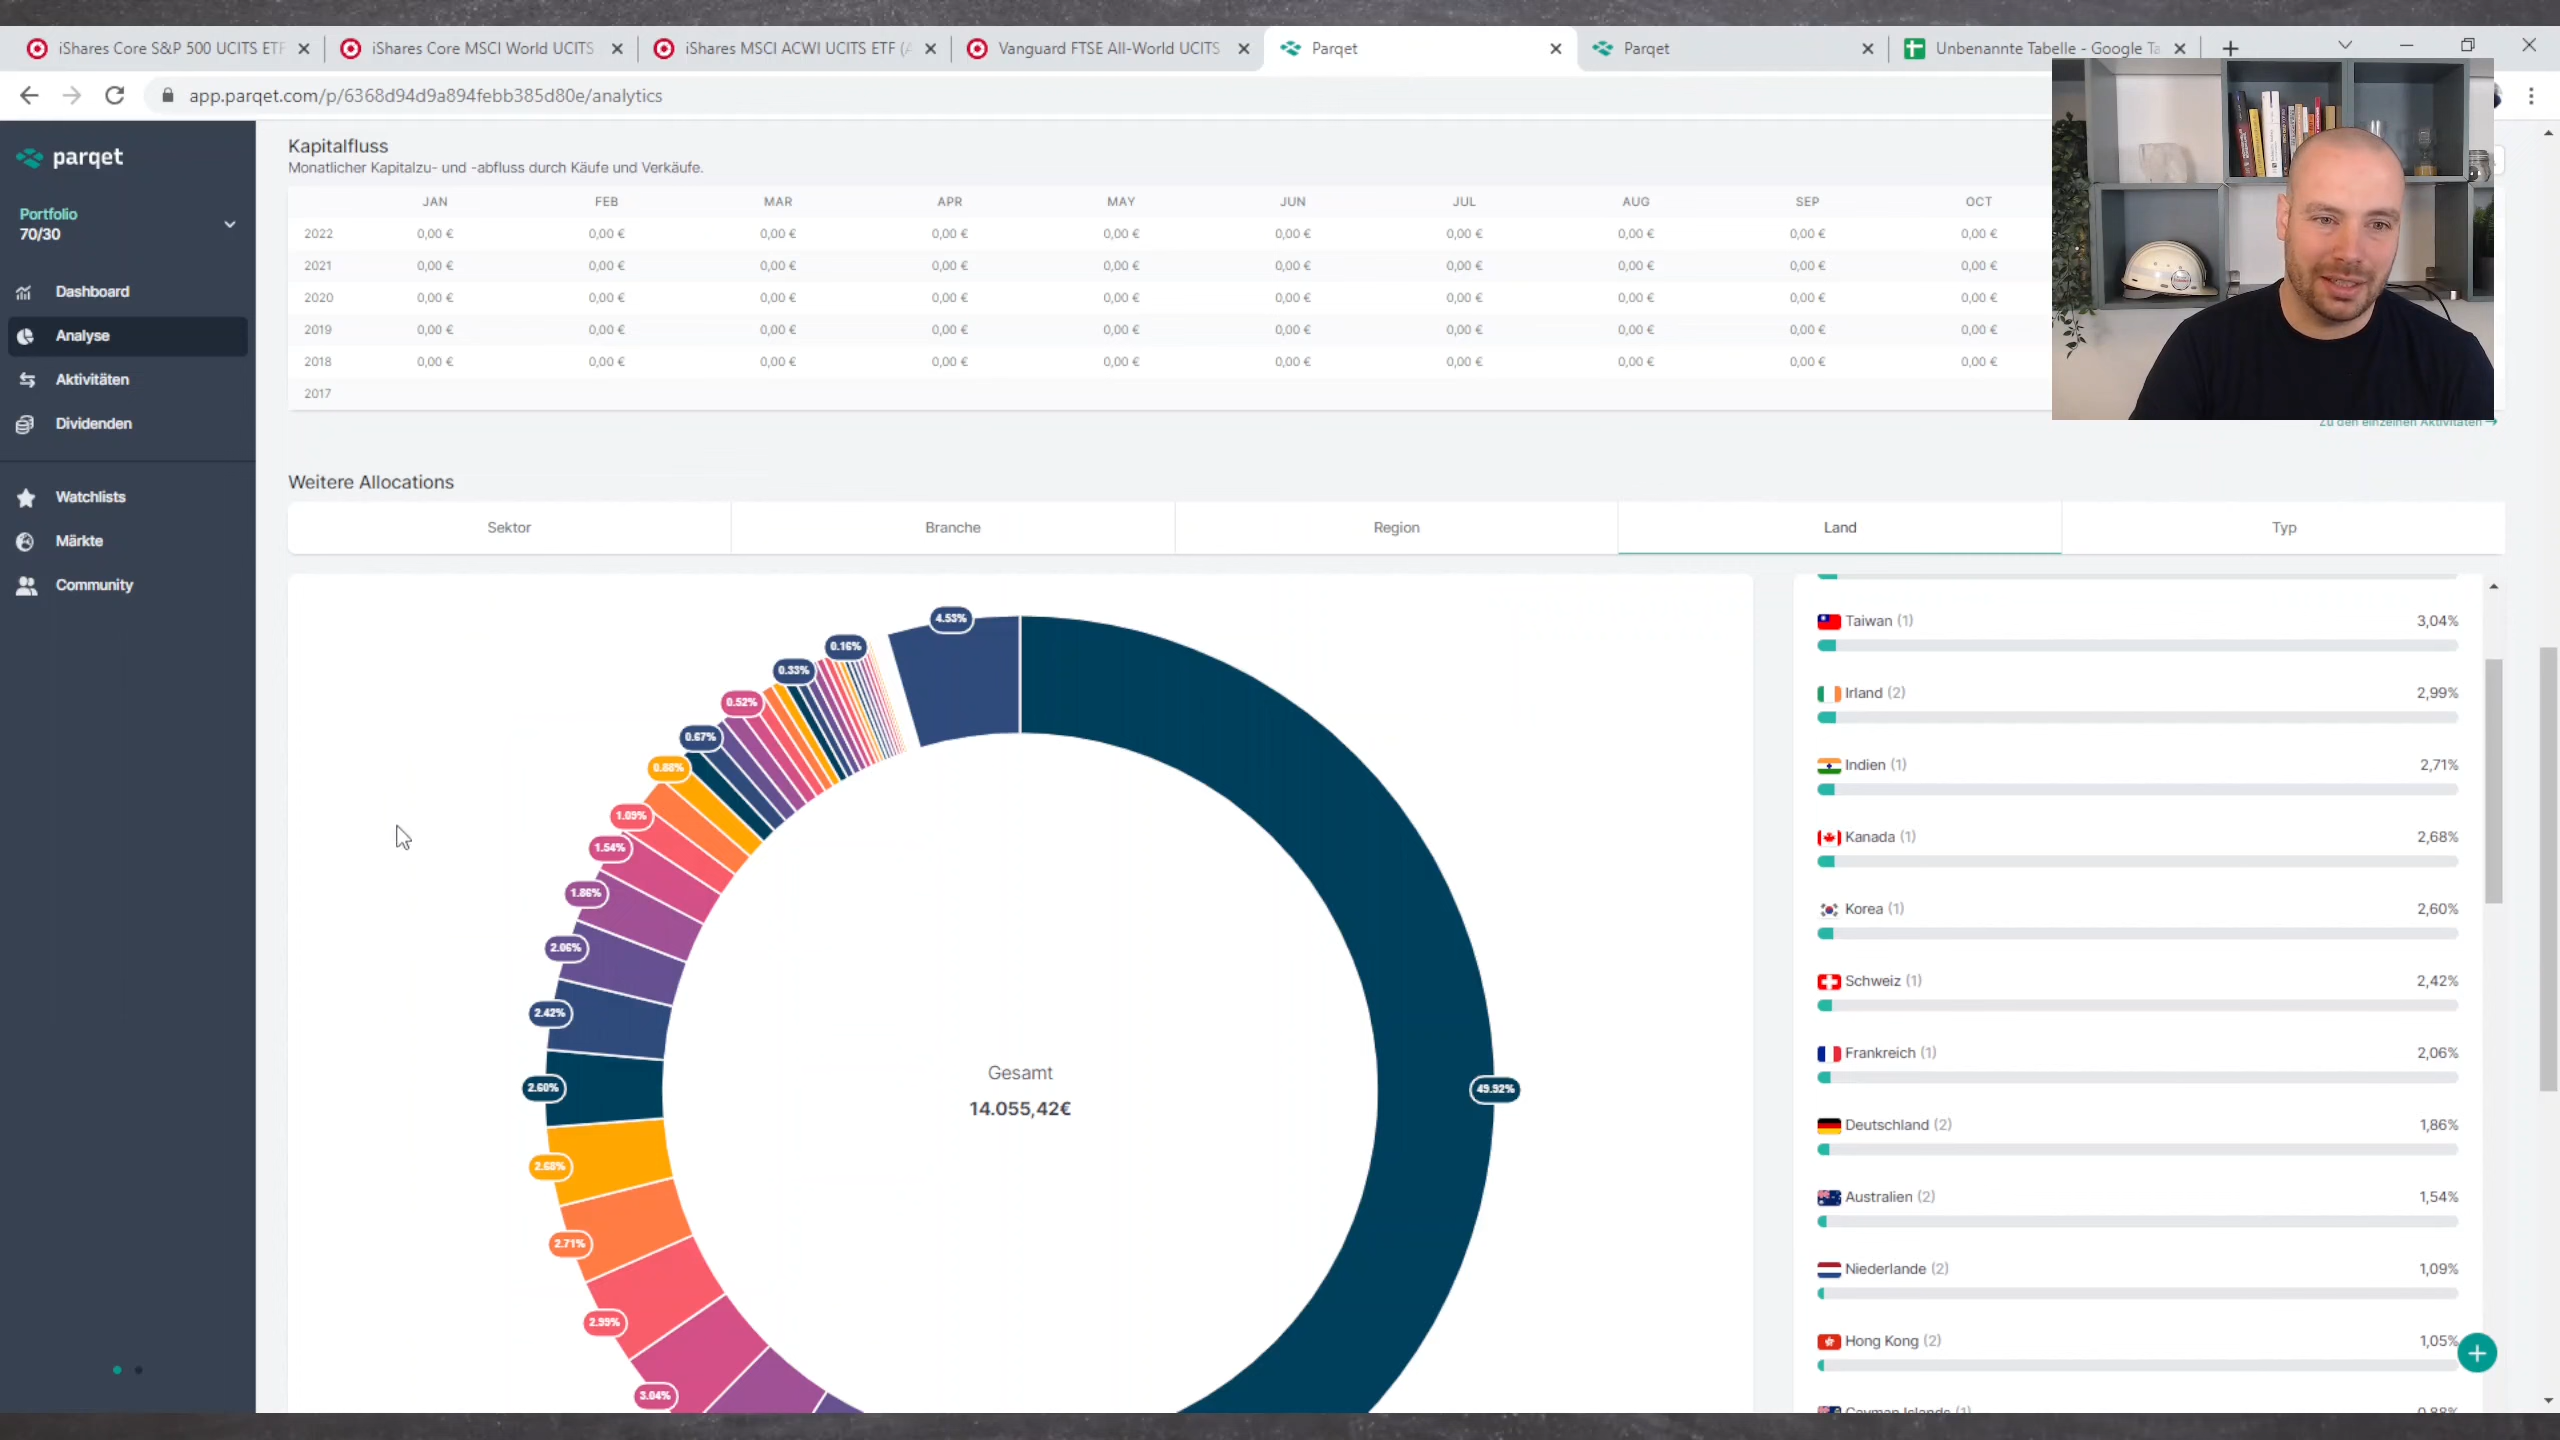 iShares Core S&P 500 UCITS ETF
iShares Core MSCI World UCITS
iShares MSCI ACWI UCITS ETF (A
Vanguard FTSE All-World UCITS
Parqet
Parqet
Unbenannte Tabelle - Google Ta
app.parqet.com/p/6368d94d9a894febb385d80e/analytics
parqet
Portfolio
70/30
Dashboard
Analyse
Aktivitäten
Dividenden
Watchlists
Märkte
Community
Kapitalfluss
Monatlicher Kapitalzu- und -abfluss durch Käufe und Verkäufe.
JAN FEB MAR APR MAY JUN JUL AUG SEP OCT
2022 0,00 € 0,00 € 0,00 € 0,00 € 0,00 € 0,00 € 0,00 € 0,00 € 0,00 € 0,00 €
2021 0,00 € 0,00 € 0,00 € 0,00 € 0,00 € 0,00 € 0,00 € 0,00 € 0,00 € 0,00 €
2020 0,00 € 0,00 € 0,00 € 0,00 € 0,00 € 0,00 € 0,00 € 0,00 € 0,00 € 0,00 €
2019 0,00 € 0,00 € 0,00 € 0,00 € 0,00 € 0,00 € 0,00 € 0,00 € 0,00 € 0,00 €
2018 0,00 € 0,00 € 0,00 € 0,00 € 0,00 € 0,00 € 0,00 € 0,00 € 0,00 € 0,00 €
2017
Zu den einzelnen Aktivitäten →
Weitere Allocations
Sektor Branche Region Land Typ
4.53%
0.16%
0.33%
0.52%
0.67%
1.09%
1.54%
1.86%
2.06%
2.42%
2.60%
2.68%
2.71%
2.99%
3.04%
49.92%
Gesamt
14.055,42€
Taiwan (1) 3,04%
Irland (2) 2,99%
Indien (1) 2,71%
Kanada (1) 2,68%
Korea (1) 2,60%
Schweiz (1) 2,42%
Frankreich (1) 2,06%
Deutschland (2) 1,86%
Australien (2) 1,54%
Niederlande (2) 1,09%
Hong Kong (2) 1,05%
Cayman Islands (1) 0,88%